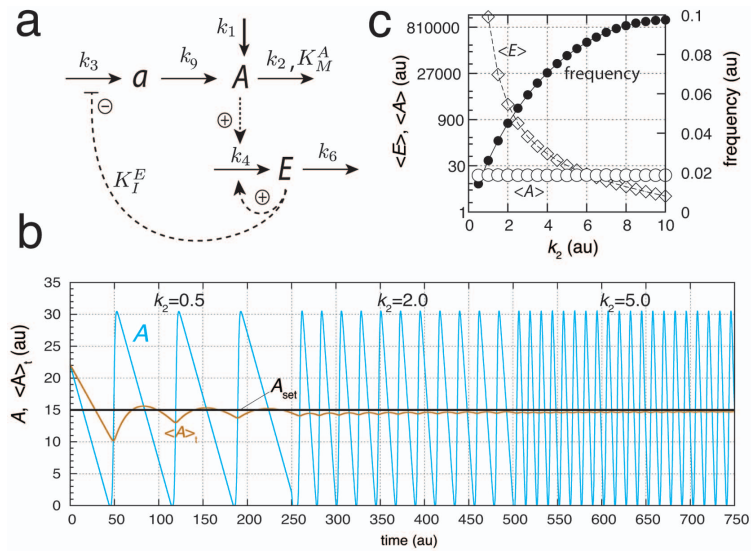 a
k₁
k₃
k₉
k₂, K_M^A
a
A
−
+
k₄
k₆
E
K_I^E
+
c
<E>, <A> (au)
810000
27000
900
30
1
<E>
frequency
<A>
0.1
0.08
0.06
0.04
0.02
0
frequency (au)
0 2 4 6 8 10
k₂ (au)
b
A, <A>ₜ (au)
35
30
25
20
15
10
5
0
k₂=0.5
k₂=2.0
k₂=5.0
A
A_set
<A>ₜ
0 50 100 150 200 250 300 350 400 450 500 550 600 650 700 750
time (au)